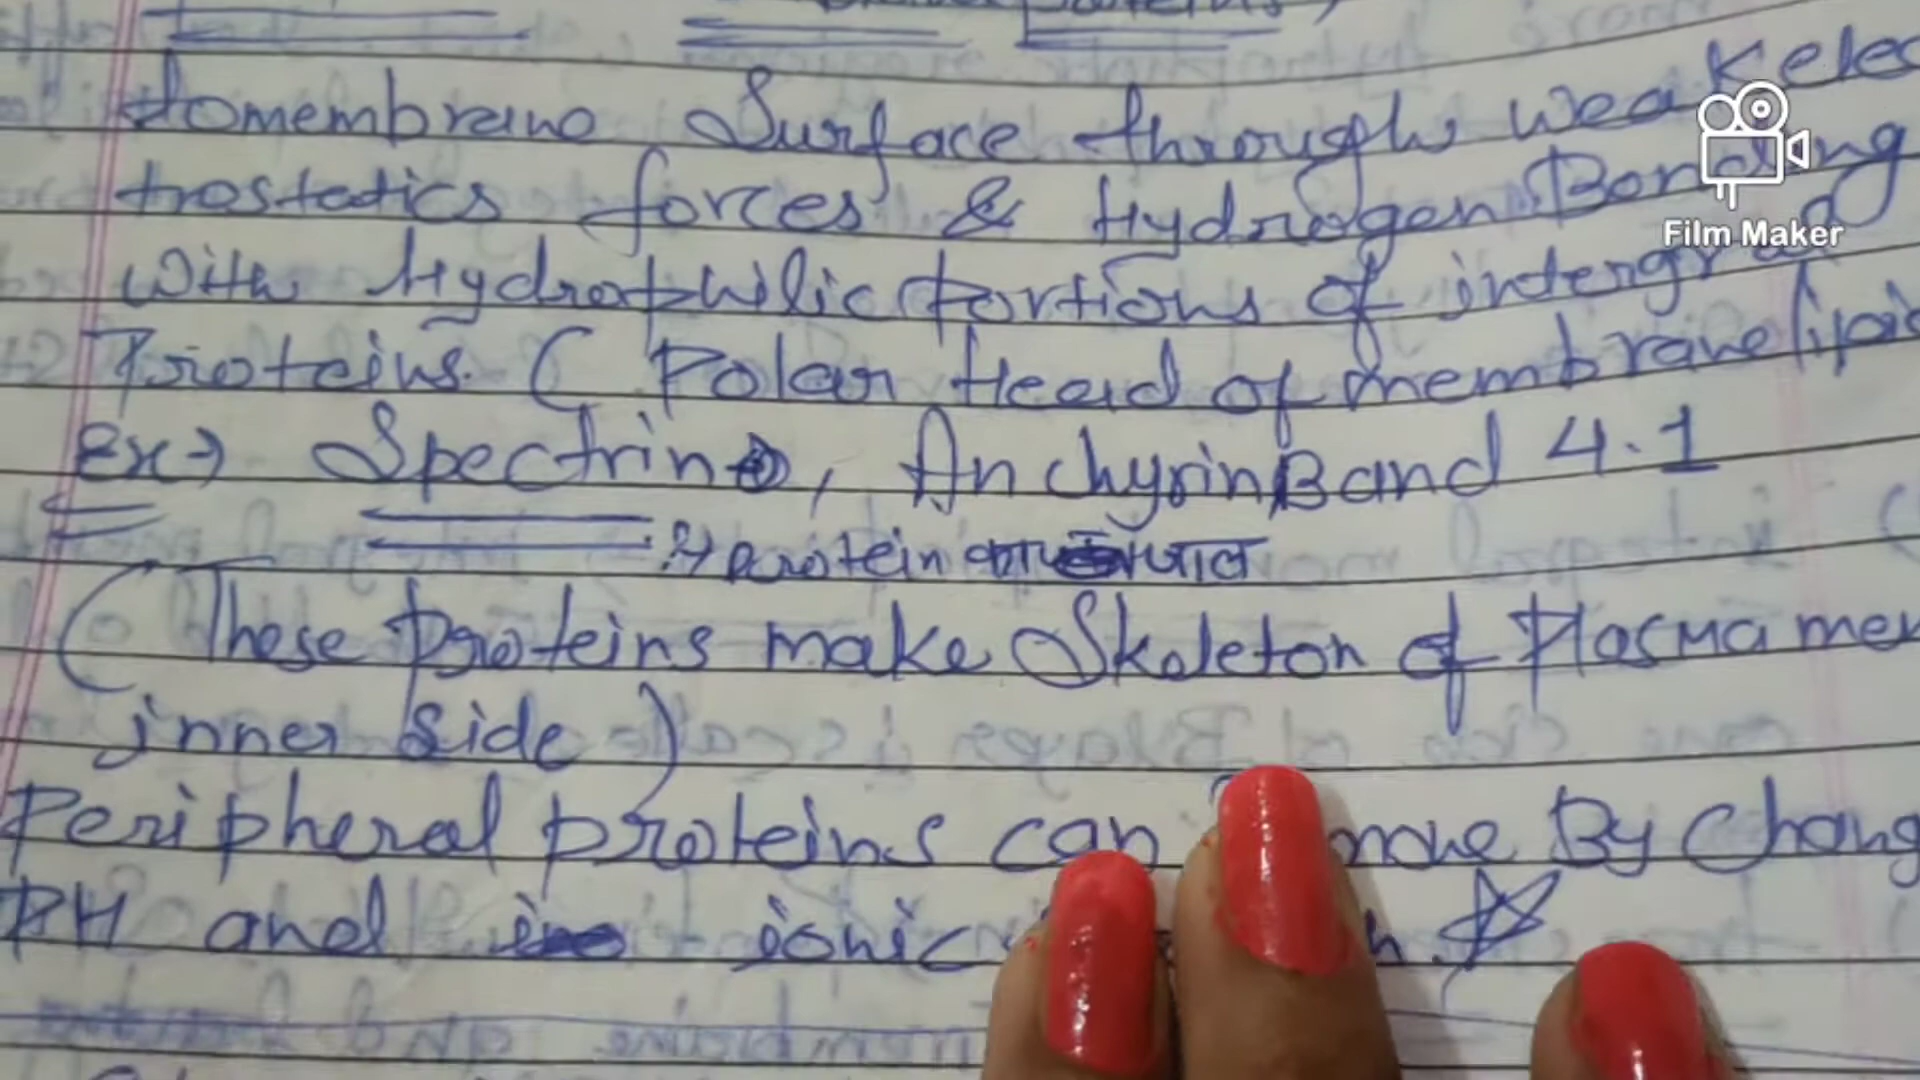 Proteins)
to membrane Surface through weak elec
trostatics forces & Hydrogen Bonding
with Hydrophilic Portions of intergral
Proteins. ( Polar Head of membrane lipid
Ex→ Spectrin, Anchyrin Band 4.1
protein का
(These proteins make Skeleton of Plasma mem
inner side)
Peripheral proteins can move By Chang
PH and ionic
Film Maker